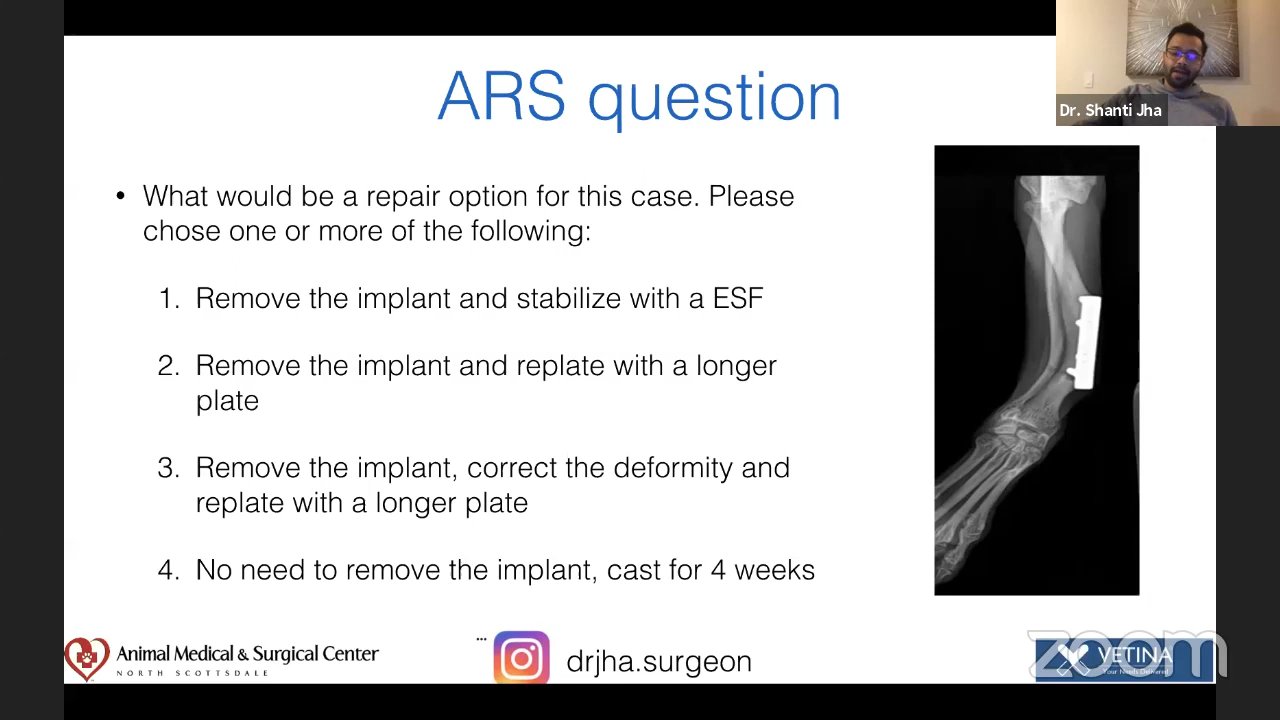 ARS question
Dr. Shanti Jha
• What would be a repair option for this case. Please
chose one or more of the following:
1. Remove the implant and stabilize with a ESF
2. Remove the implant and replate with a longer
plate
3. Remove the implant, correct the deformity and
replate with a longer plate
4. No need to remove the implant, cast for 4 weeks
Animal Medical & Surgical Center
NORTH SCOTTSDALE
...
drjha.surgeon
VETINA
Your Needs Delivered
zoom